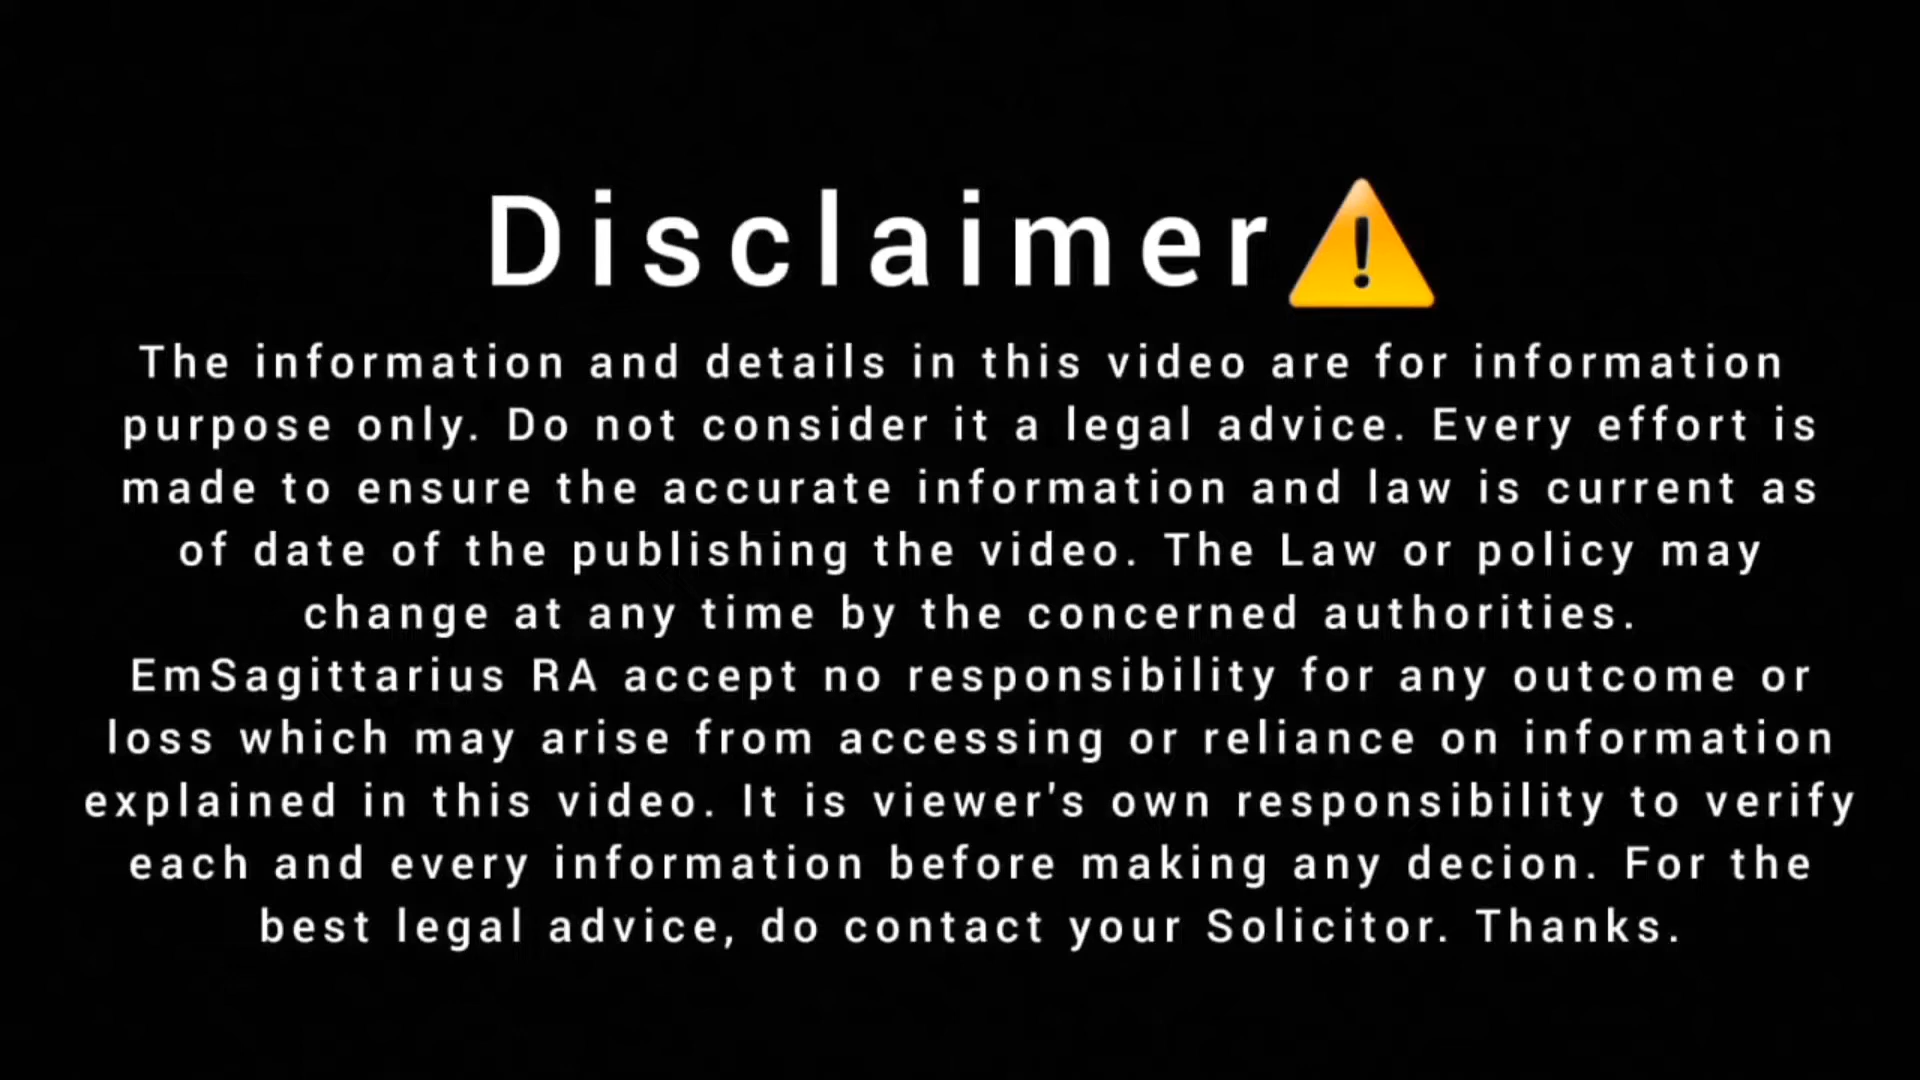 Disclaimer⚠️
The information and details in this video are for information
purpose only. Do not consider it a legal advice. Every effort is
made to ensure the accurate information and law is current as
of date of the publishing the video. The Law or policy may
change at any time by the concerned authorities.
EmSagittarius RA accept no responsibility for any outcome or
loss which may arise from accessing or reliance on information
explained in this video. It is viewer's own responsibility to verify
each and every information before making any decion. For the
best legal advice, do contact your Solicitor. Thanks.